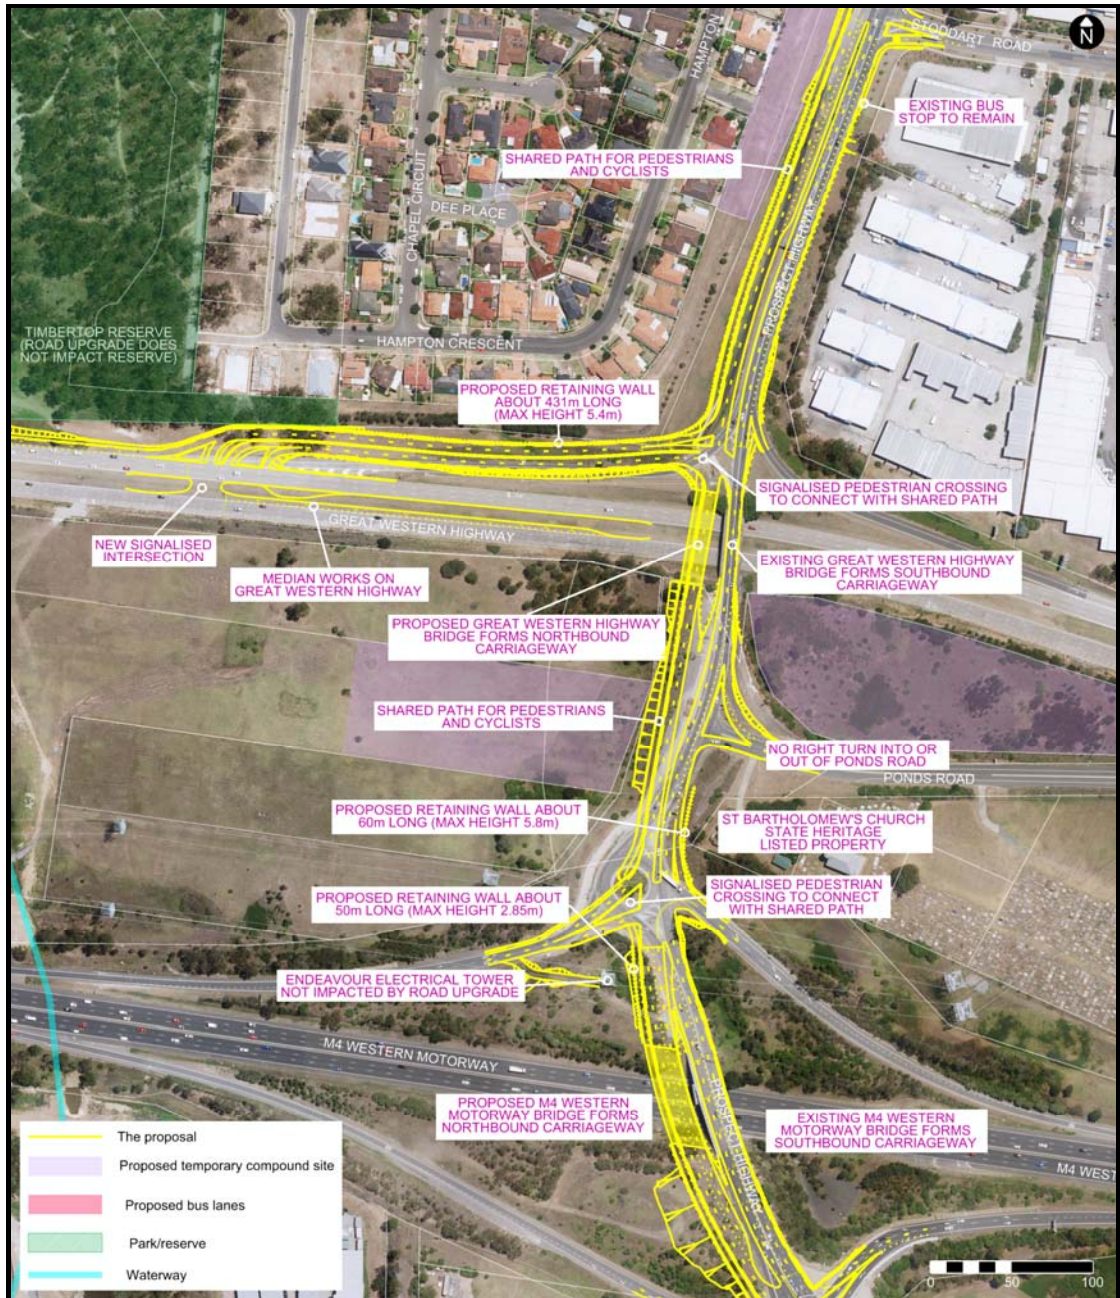 N
STODDART ROAD
HAMPTON
EXISTING BUS
STOP TO REMAIN
SHARED PATH FOR PEDESTRIANS
AND CYCLISTS
CHAPEL CIRCUIT
DEE PLACE
PROSPECT HIGHWAY
TIMBERTOP RESERVE
(ROAD UPGRADE DOES
NOT IMPACT RESERVE)
HAMPTON CRESCENT
PROPOSED RETAINING WALL
ABOUT 431m LONG
(MAX HEIGHT 5.4m)
SIGNALISED PEDESTRIAN CROSSING
TO CONNECT WITH SHARED PATH
GREAT WESTERN HIGHWAY
NEW SIGNALISED
INTERSECTION
MEDIAN WORKS ON
GREAT WESTERN HIGHWAY
EXISTING GREAT WESTERN HIGHWAY
BRIDGE FORMS SOUTHBOUND
CARRIAGEWAY
PROPOSED GREAT WESTERN HIGHWAY
BRIDGE FORMS NORTHBOUND
CARRIAGEWAY
SHARED PATH FOR PEDESTRIANS
AND CYCLISTS
NO RIGHT TURN INTO OR
OUT OF PONDS ROAD
PONDS ROAD
PROPOSED RETAINING WALL ABOUT
60m LONG (MAX HEIGHT 5.8m)
ST BARTHOLOMEW'S CHURCH
STATE HERITAGE
LISTED PROPERTY
PROPOSED RETAINING WALL ABOUT
50m LONG (MAX HEIGHT 2.85m)
SIGNALISED PEDESTRIAN
CROSSING TO CONNECT
WITH SHARED PATH
ENDEAVOUR ELECTRICAL TOWER
NOT IMPACTED BY ROAD UPGRADE
M4 WESTERN MOTORWAY
PROSPECT HIGHWAY
PROPOSED M4 WESTERN
MOTORWAY BRIDGE FORMS
NORTHBOUND CARRIAGEWAY
EXISTING M4 WESTERN
MOTORWAY BRIDGE FORMS
SOUTHBOUND CARRIAGEWAY
M4 WEST
The proposal
Proposed temporary compound site
Proposed bus lanes
Park/reserve
Waterway
0 50 100